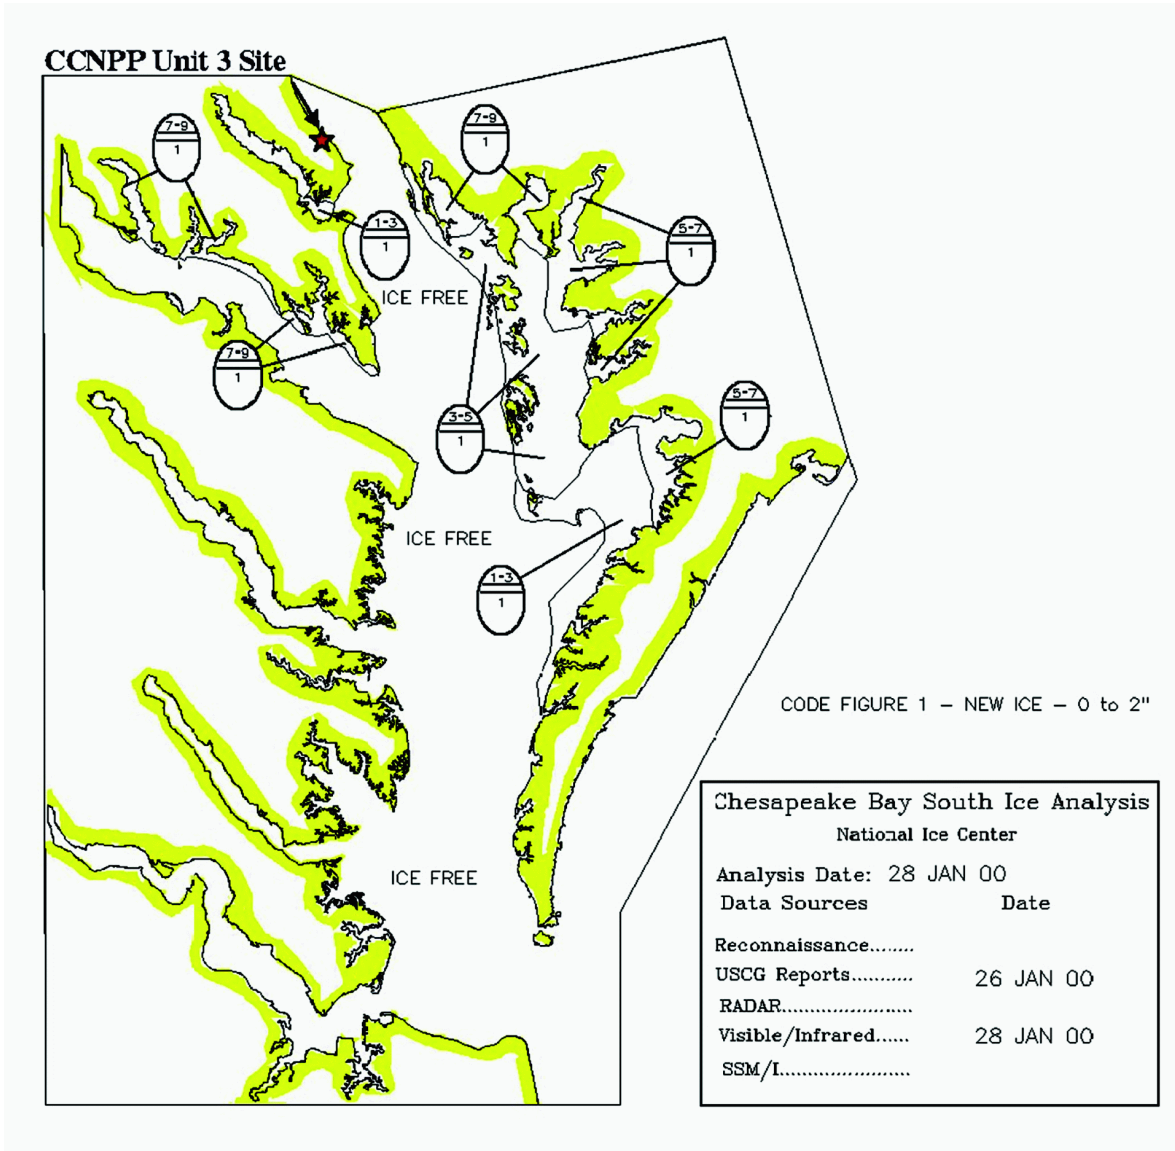 CCNPP Unit 3 Site
7-9
1
7-9
1
1-3
1
5-7
1
ICE FREE
7-9
1
3-5
1
5-7
1
ICE FREE
1-3
1
CODE FIGURE 1 – NEW ICE – 0 to 2"
Chesapeake Bay South Ice Analysis
National Ice Center
ICE FREE
Analysis Date: 28 JAN 00
Data Sources Date
Reconnaissance.......
USCG Reports.......... 26 JAN 00
RADAR......................
Visible/Infrared...... 28 JAN 00
SSM/I......................